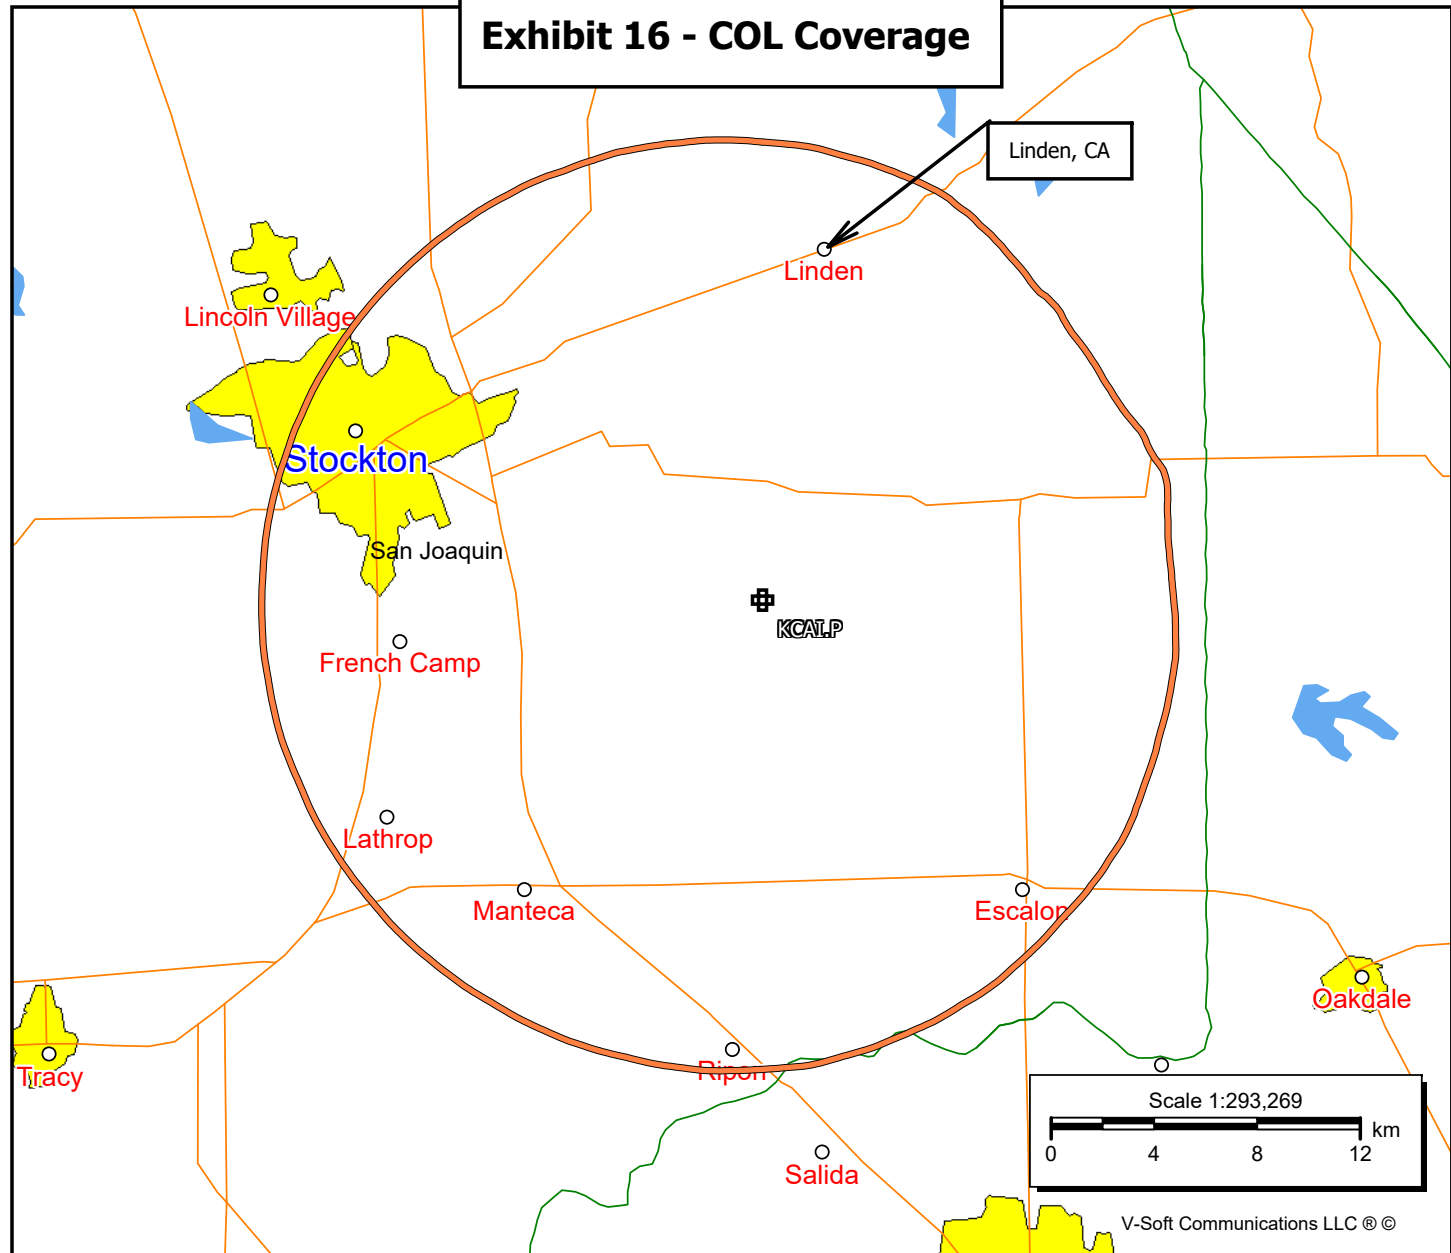 Exhibit 16 - COL Coverage
Linden, CA
Linden
Lincoln Village
Stockton
San Joaquin
KCAI.P
French Camp
Lathrop
Manteca
Escalon
Oakdale
Ripon
Tracy
Scale 1:293,269
km
0 4 8 12
Salida
V-Soft Communications LLC ® ©